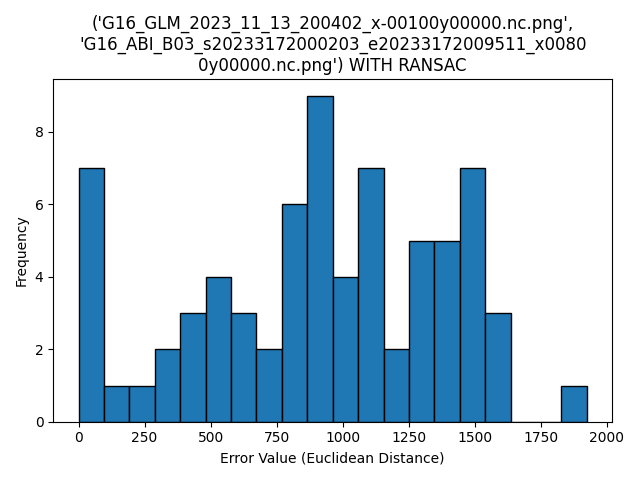 ('G16_GLM_2023_11_13_200402_x-00100y00000.nc.png',
'G16_ABI_B03_s20233172000203_e20233172009511_x0080
0y00000.nc.png') WITH RANSAC
8
6
4
2
0
Frequency
0 250 500 750 1000 1250 1500 1750 2000
Error Value (Euclidean Distance)